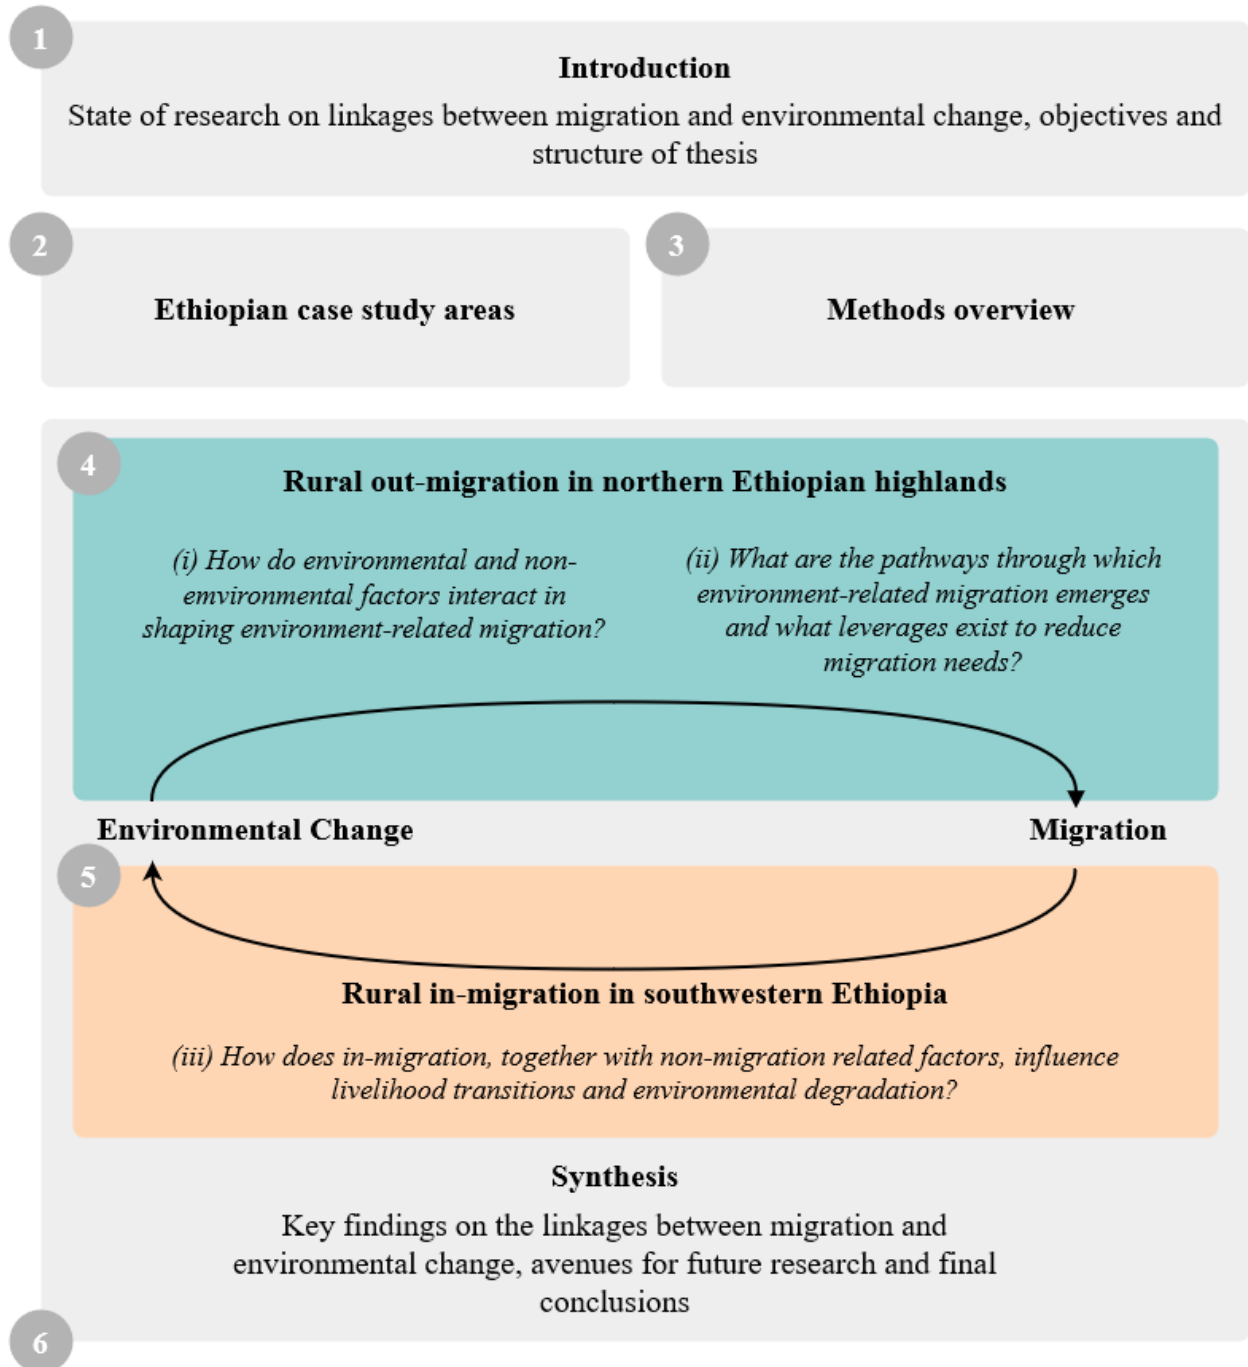 1
Introduction
State of research on linkages between migration and environmental change, objectives and
structure of thesis
2
Ethiopian case study areas
3
Methods overview
4
Rural out-migration in northern Ethiopian highlands
(i) How do environmental and non-
emvironmental factors interact in
shaping environment-related migration?
(ii) What are the pathways through which
environment-related migration emerges
and what leverages exist to reduce
migration needs?
Environmental Change
Migration
5
Rural in-migration in southwestern Ethiopia
(iii) How does in-migration, together with non-migration related factors, influence
livelihood transitions and environmental degradation?
Synthesis
Key findings on the linkages between migration and
environmental change, avenues for future research and final
conclusions
6